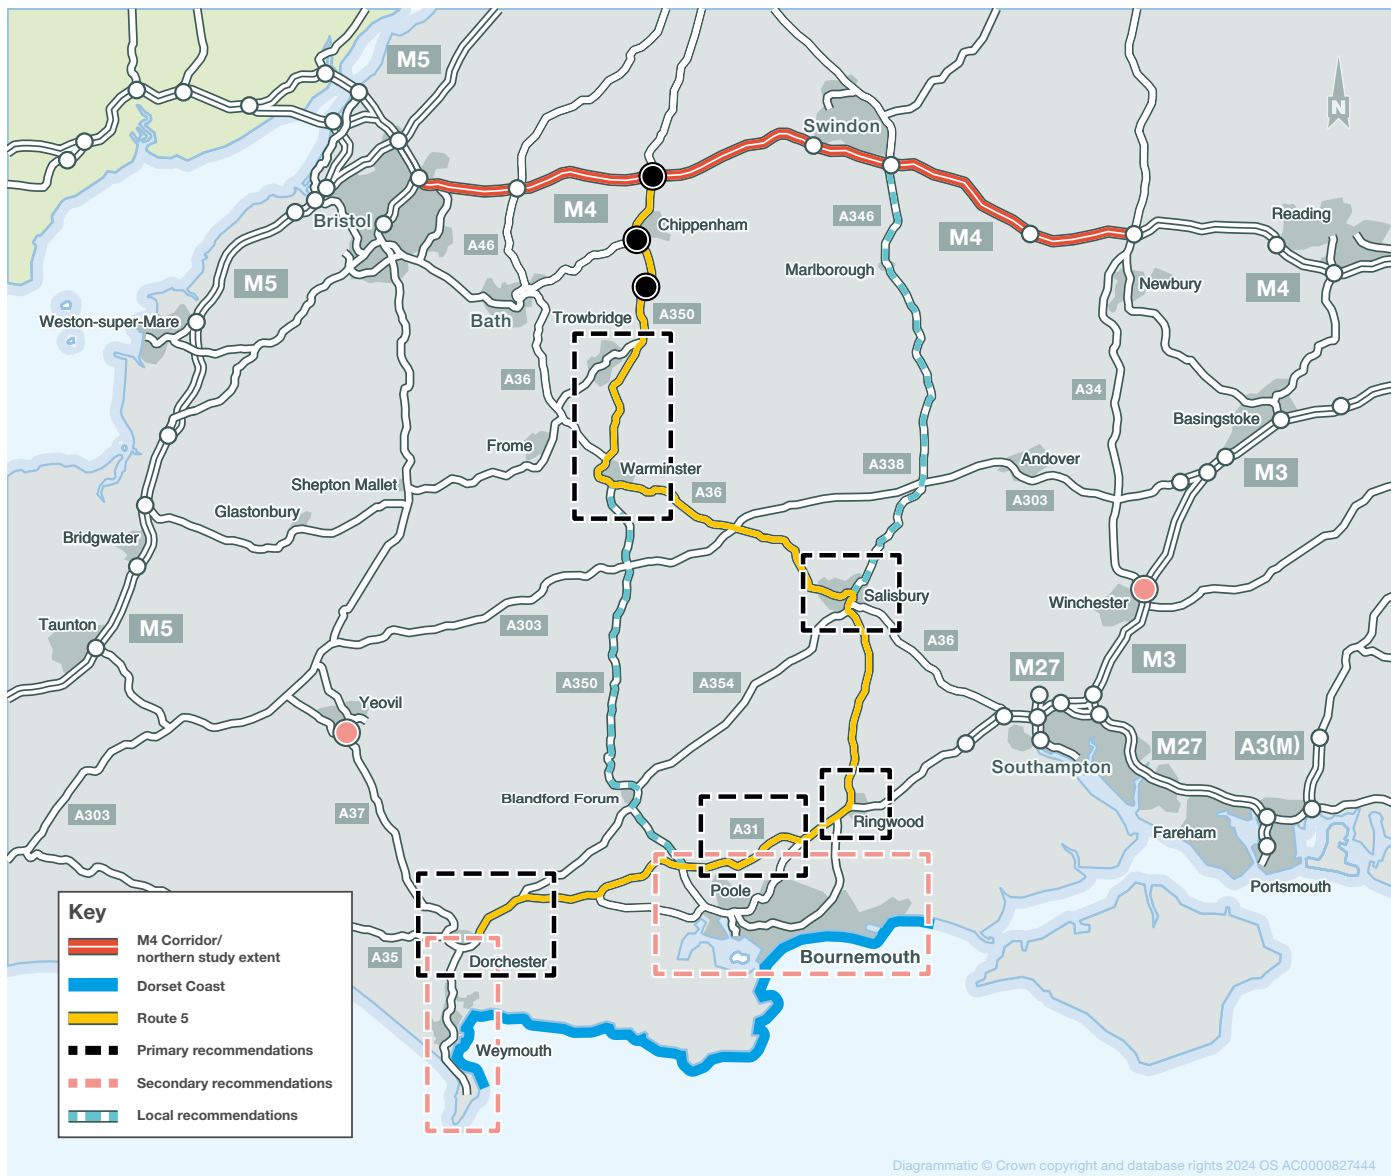 M5
N
Swindon
M4
Bristol
Chippenham
A346
Reading
A46
M4
Marlborough
M5
Newbury
M4
Weston-super-Mare
Bath
Trowbridge
A350
A36
A34
Basingstoke
Frome
Warminster
A338
Andover
M3
Shepton Mallet
A36
A303
Glastonbury
Bridgwater
Salisbury
Winchester
Taunton
M5
A303
A36
M3
M27
A350
A354
Yeovil
M27
A3(M)
Southampton
Blandford Forum
A303
A37
A31
Ringwood
Fareham
Poole
Portsmouth
A35
Dorchester
Bournemouth
Weymouth
Key
M4 Corridor/
northern study extent
Dorset Coast
Route 5
Primary recommendations
Secondary recommendations
Local recommendations
Diagrammatic © Crown copyright and database rights 2024 OS AC0000827444